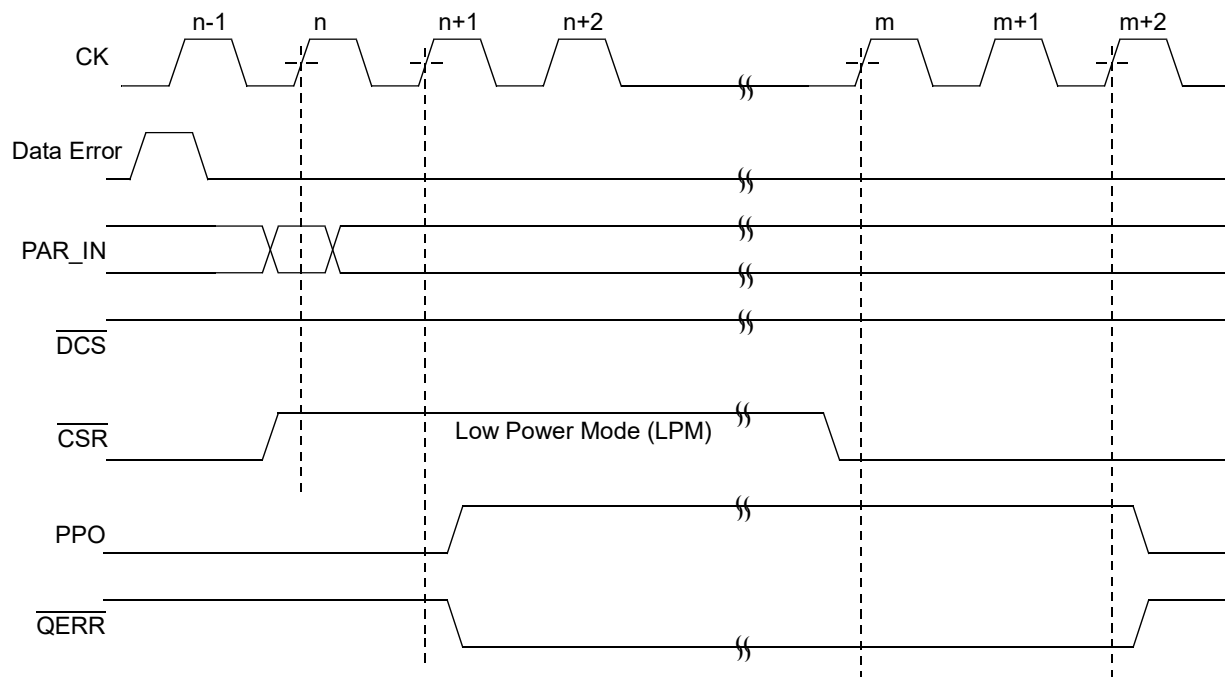 n-1 n n+1 n+2 m m+1 m+2
CK
Data Error
PAR_IN
DCS
CSR
Low Power Mode (LPM)
PPO
QERR